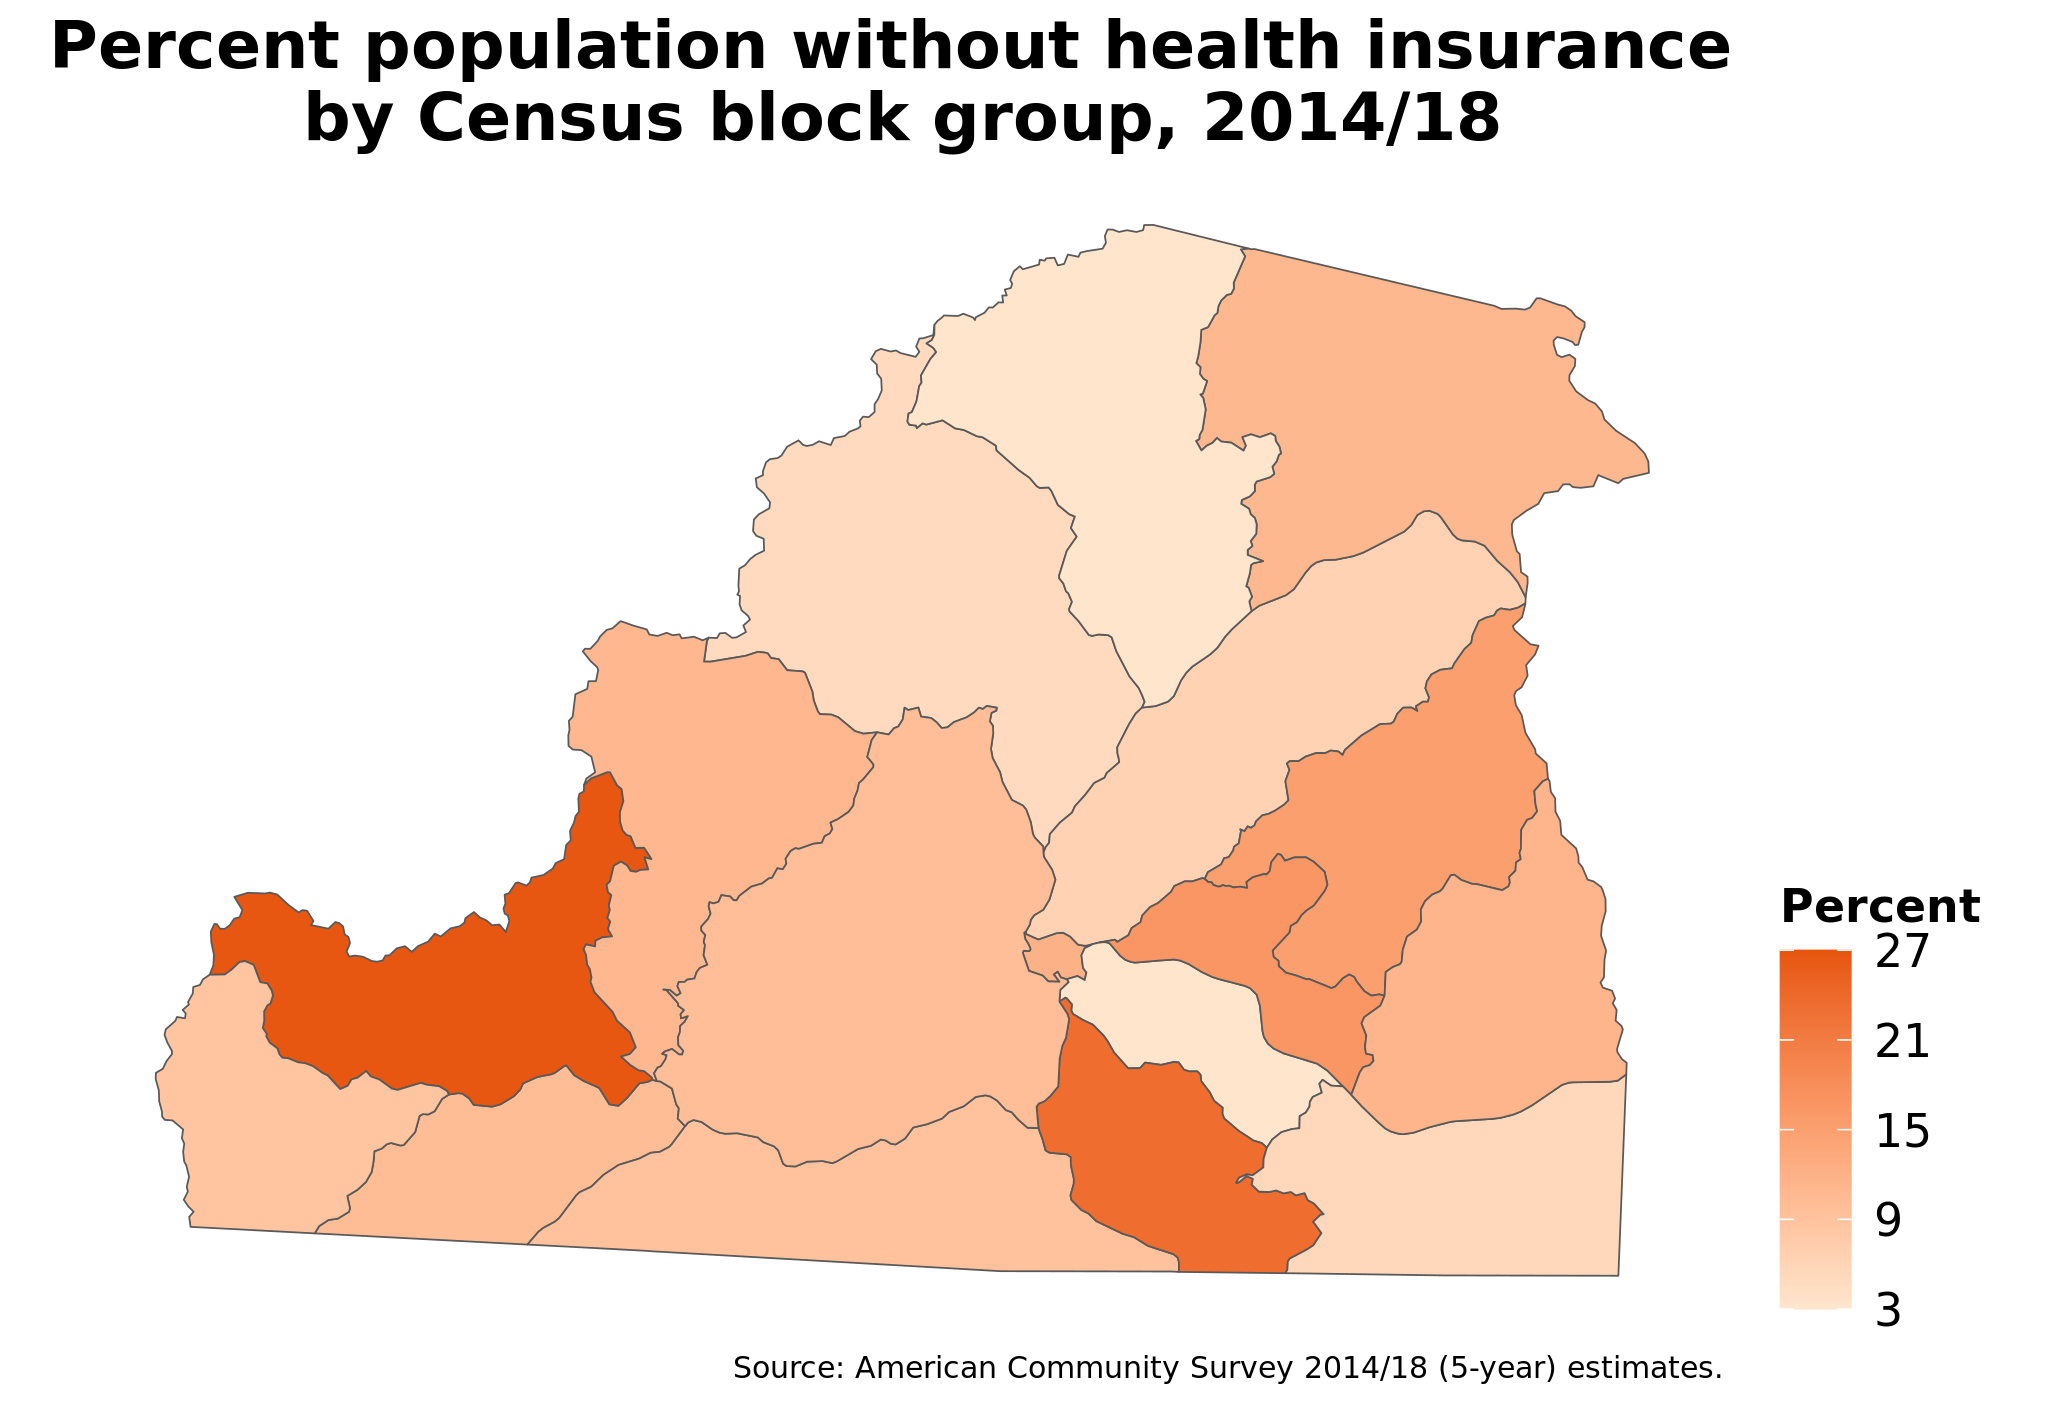 Percent population without health insurance
by Census block group, 2014/18
Percent
27
21
15
9
3
Source: American Community Survey 2014/18 (5-year) estimates.